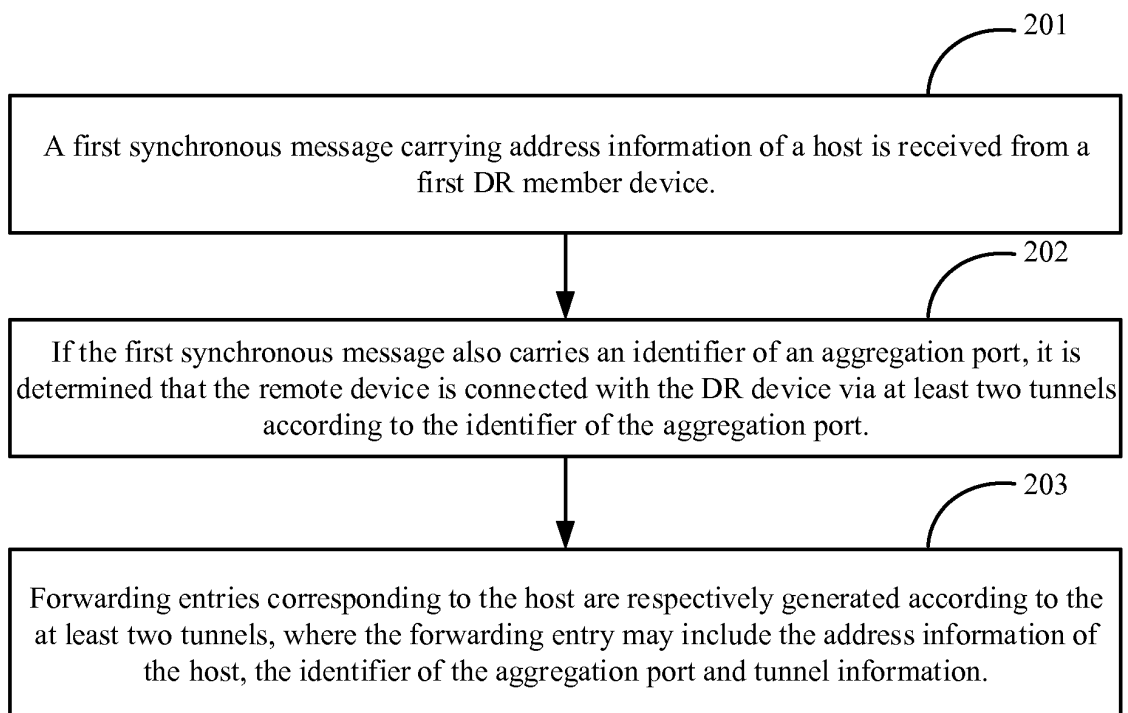 201
A first synchronous message carrying address information of a host is received from a
first DR member device.
202
If the first synchronous message also carries an identifier of an aggregation port, it is
determined that the remote device is connected with the DR device via at least two tunnels
according to the identifier of the aggregation port.
203
Forwarding entries corresponding to the host are respectively generated according to the
at least two tunnels, where the forwarding entry may include the address information of
the host, the identifier of the aggregation port and tunnel information.